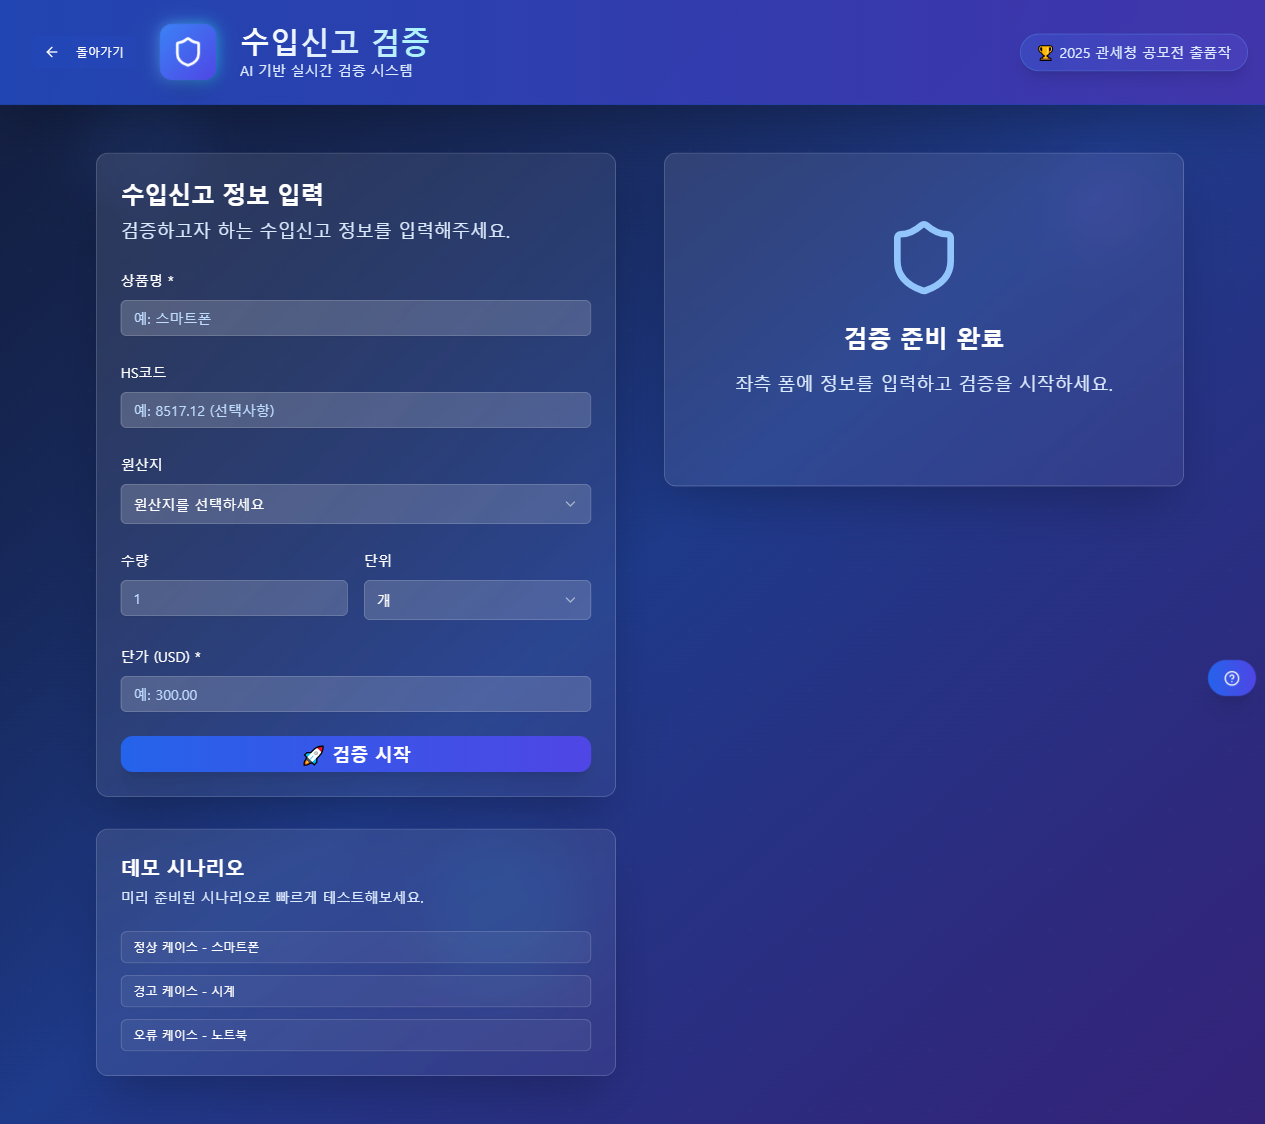 돌아가기
수입신고 검증
AI 기반 실시간 검증 시스템
🏆 2025 관세청 공모전 출품작
수입신고 정보 입력
검증하고자 하는 수입신고 정보를 입력해주세요.
상품명 *
예: 스마트폰
HS코드
예: 8517.12 (선택사항)
원산지
원산지를 선택하세요
수량
단위
1
개
단가 (USD) *
예: 300.00
🚀 검증 시작
데모 시나리오
미리 준비된 시나리오로 빠르게 테스트해보세요.
정상 케이스 - 스마트폰
경고 케이스 - 시계
오류 케이스 - 노트북
검증 준비 완료
좌측 폼에 정보를 입력하고 검증을 시작하세요.